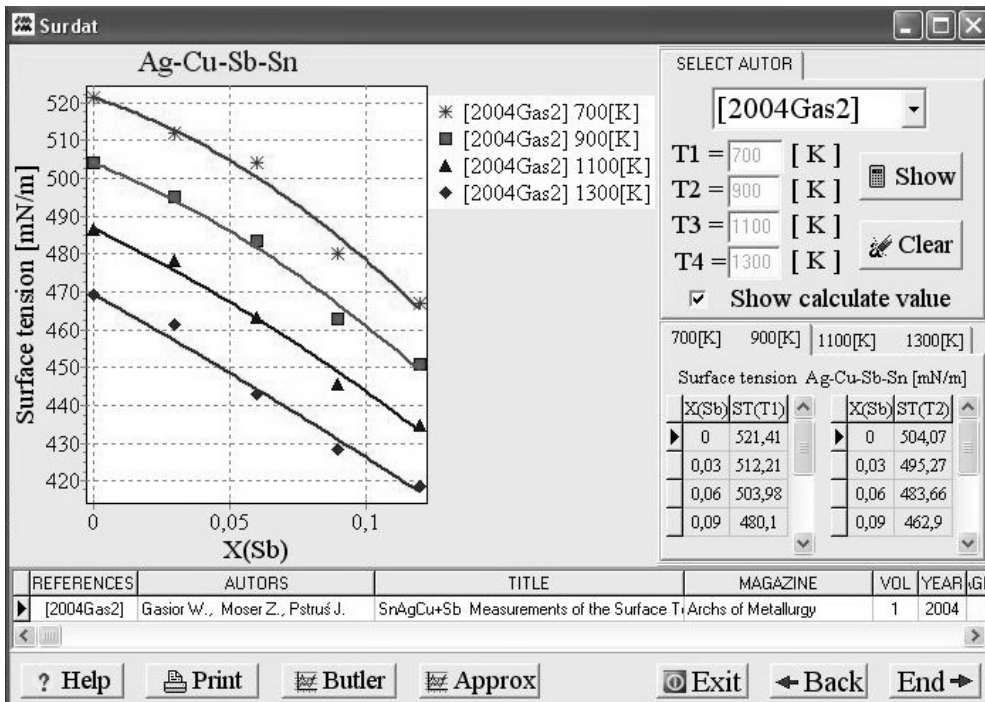 Surdat
Ag-Cu-Sb-Sn
520
510
500
490
480
470
460
450
440
430
420
Surface tension [mN/m]
0
0,05
0,1
X(Sb)
[2004Gas2] 700[K]
[2004Gas2] 900[K]
[2004Gas2] 1100[K]
[2004Gas2] 1300[K]
SELECT AUTOR
[2004Gas2]
T1 = 700 [ K ]
T2 = 900 [ K ]
T3 = 1100 [ K ]
T4 = 1300 [ K ]
Show
Clear
Show calculate value
700[K] 900[K] 1100[K] 1300[K]
Surface tension Ag-Cu-Sb-Sn [mN/m]
X(Sb) ST(T1) X(Sb) ST(T2)
0 521,41 0 504,07
0,03 512,21 0,03 495,27
0,06 503,98 0,06 483,66
0,09 480,1 0,09 462,9
REFERENCES AUTORS TITLE MAGAZINE VOL YEAR
[2004Gas2] Gasior W., Moser Z., Pstruś J. SnAgCu+Sb Measurements of the Surface Archs of Metallurgy 1 2004
? Help Print Butler Approx Exit Back End